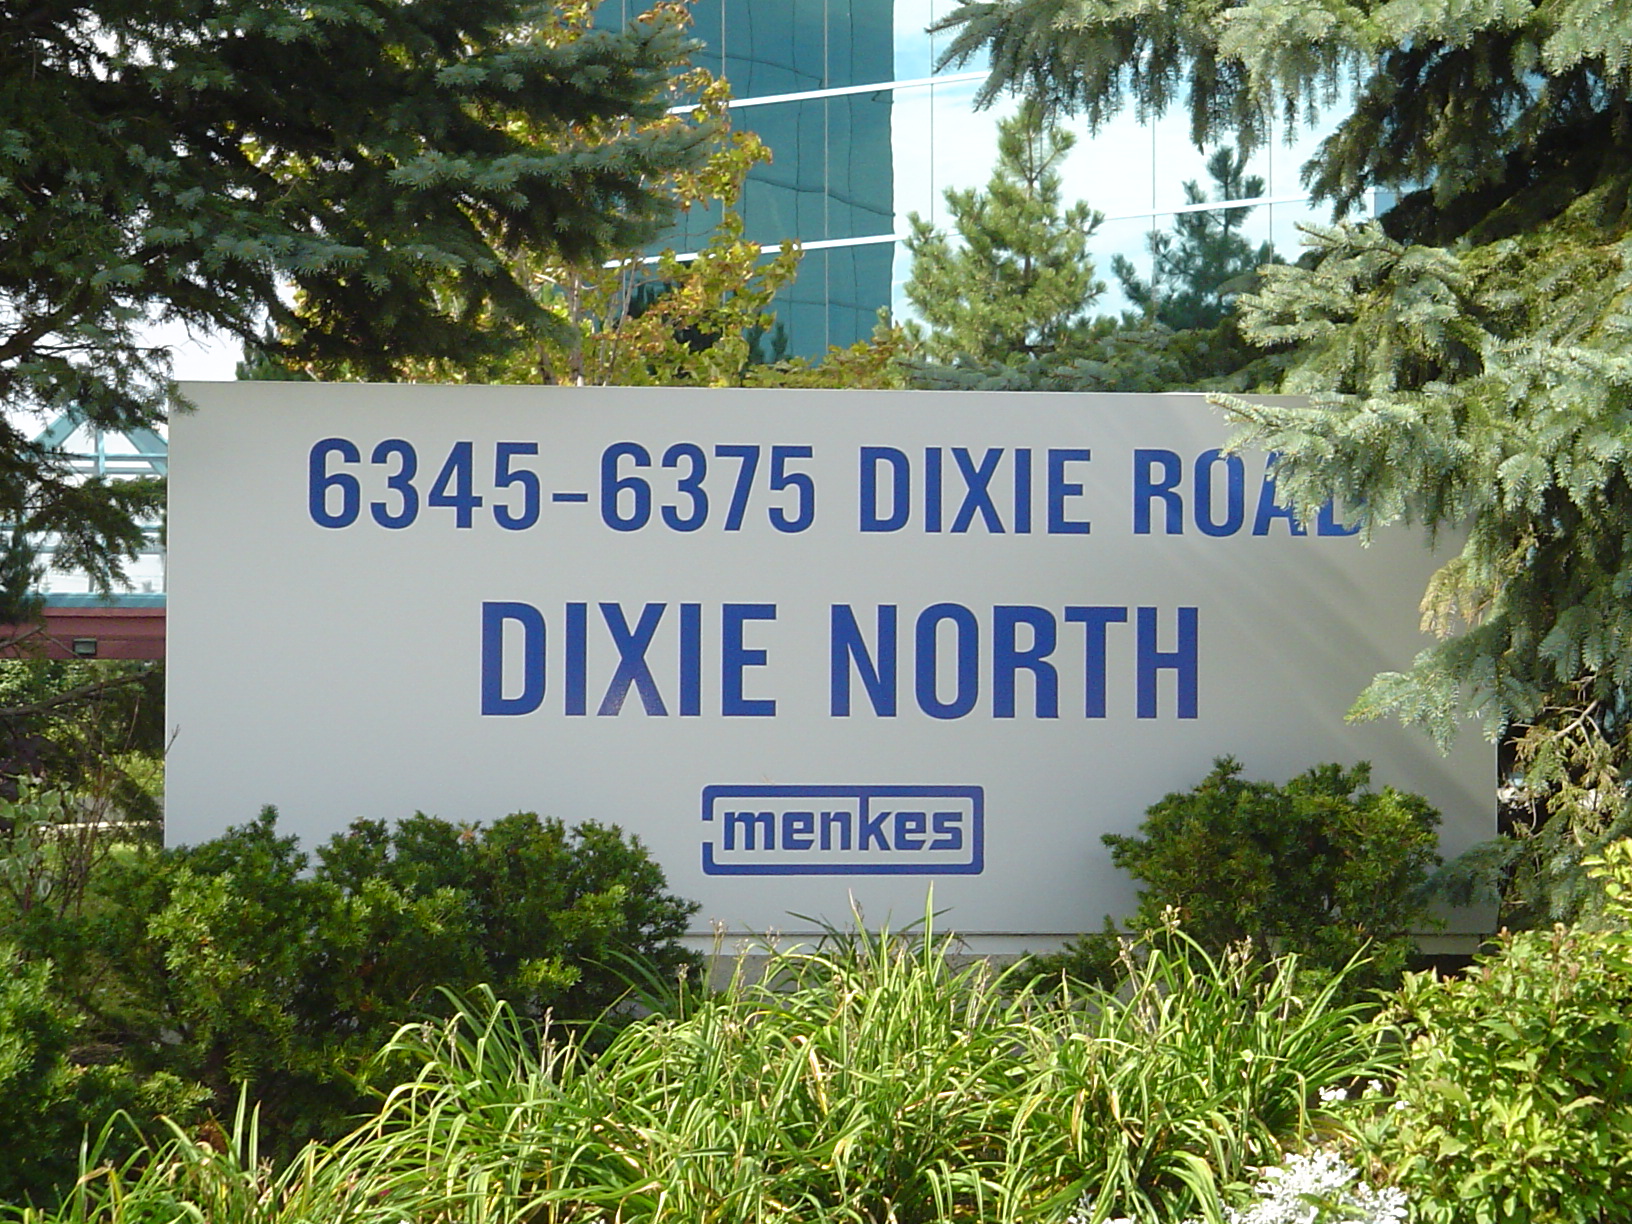 6345-6375 DIXIE ROAD
DIXIE NORTH
menkes